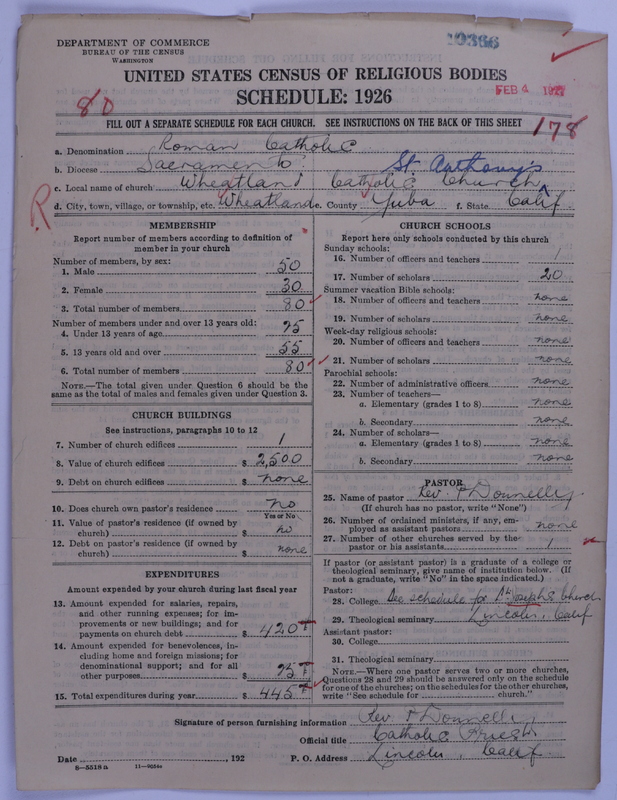 DEPARTMENT OF COMMERCE
BUREAU OF THE CENSUS
WASHINGTON
10366
UNITED STATES CENSUS OF RELIGIOUS BODIES
SCHEDULE: 1926
FEB 4 1927
80
FILL OUT A SEPARATE SCHEDULE FOR EACH CHURCH. SEE INSTRUCTIONS ON THE BACK OF THIS SHEET
178
a. Denomination Roman Catholic
b. Diocese Sacramento St. Anthony's
c. Local name of church Wheatland Catholic Church
d. City, town, village, or township, etc. Wheatland e. County Yuba f. State Calif
R
MEMBERSHIP
Report number of members according to definition of
member in your church
Number of members, by sex:
1. Male 50
2. Female 30
3. Total number of members 80
Number of members under and over 13 years old:
4. Under 13 years of age 25
5. 13 years old and over 55
6. Total number of members 80
NOTE.—The total given under Question 6 should be
same as the total of males and females given under Question 3.
CHURCH BUILDINGS
See instructions, paragraphs 10 to 12
7. Number of church edifices 1
8. Value of church edifices $ 2,500
9. Debt on church edifices $ none
10. Does church own pastor's residence no
Yes or No
11. Value of pastor's residence (if owned by
church) $ no
12. Debt on pastor's residence (if owned by
church) $ none
EXPENDITURES
Amount expended by your church during last fiscal year
13. Amount expended for salaries, repairs,
and other running expenses; for im-
provements or new buildings; and for
payments on church debt $ 420
14. Amount expended for benevolences, in-
cluding home and foreign missions; for
denominational support; and for all
other purposes $ 25
15. Total expenditures during year $ 445
CHURCH SCHOOLS
Report here only schools conducted by this church
Sunday schools:
16. Number of officers and teachers 1
17. Number of scholars 20
Summer vacation Bible schools:
18. Number of officers and teachers none
19. Number of scholars none
Week-day religious schools:
20. Number of officers and teachers none
21. Number of scholars none
Parochial schools:
22. Number of administrative officers none
23. Number of teachers—
a. Elementary (grades 1 to 8) none
b. Secondary none
24. Number of scholars—
a. Elementary (grades 1 to 8) none
b. Secondary none
PASTOR
25. Name of pastor Rev. P Donnelly
(If church has no pastor, write "None")
26. Number of ordained ministers, if any, em-
ployed as assistant pastors none
27. Number of other churches served by the
pastor or his assistants 1
If pastor (or assistant pastor) is a graduate of a college or
theological seminary, give name of institution below. (If
not a graduate, write "No" in the space indicated.)
Pastor:
28. College See schedule for St Joseph's Church
29. Theological seminary Lincoln, Calif
Assistant pastor:
30. College
31. Theological seminary
NOTE.—Where one pastor serves two or more churches,
Questions 28 and 29 should be answered only on the schedule
for one of the churches; on the schedules for the other churches,
write "See schedule for church."
Signature of person furnishing information Rev. P Donnelly,
Official title Catholic Priest
Date , 192 P. O. Address Lincoln, Calif
8—5518a 11—9054a